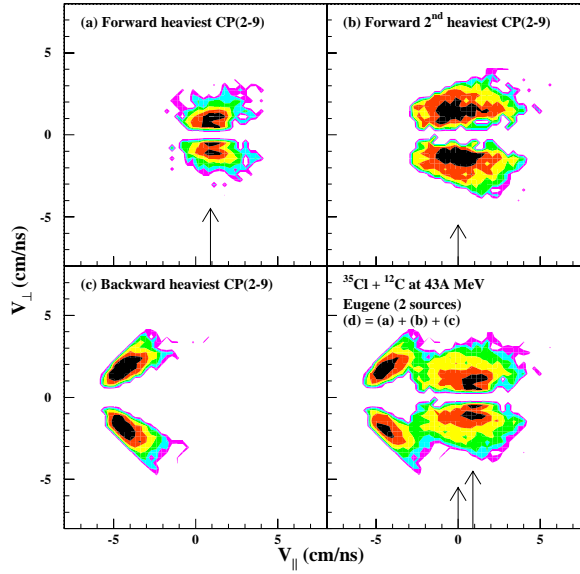 (a) Forward heaviest CP(2-9)
(b) Forward 2nd heaviest CP(2-9)
5
0
-5
V⊥ (cm/ns)
(c) Backward heaviest CP(2-9)
35Cl + 12C at 43A MeV
Eugene (2 sources)
(d) = (a) + (b) + (c)
5
0
-5
-5 0 5 -5 0 5
V|| (cm/ns)